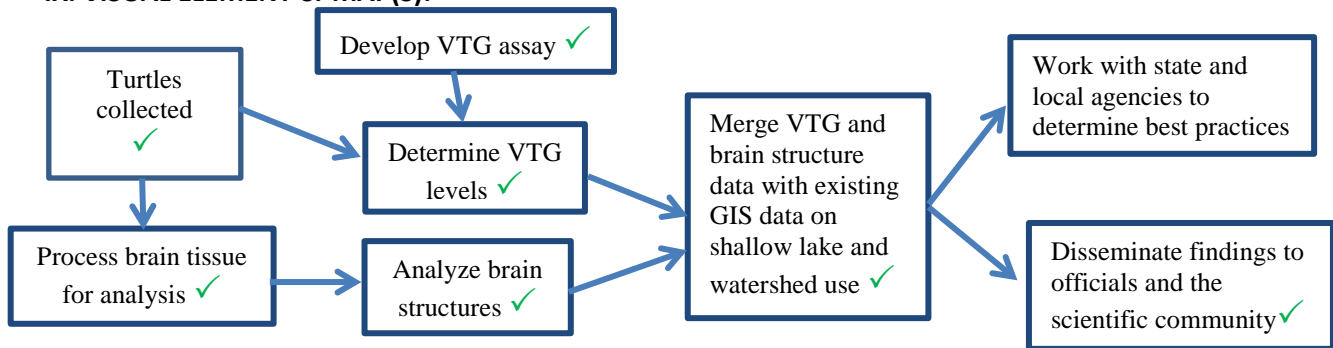 Develop VTG assay ✓
Turtles
collected
✓
Determine VTG
levels ✓
Process brain tissue
for analysis ✓
Analyze brain
structures ✓
Merge VTG and
brain structure
data with existing
GIS data on
shallow lake and
watershed use ✓
Work with state and
local agencies to
determine best practices
Disseminate findings to
officials and the
scientific community ✓